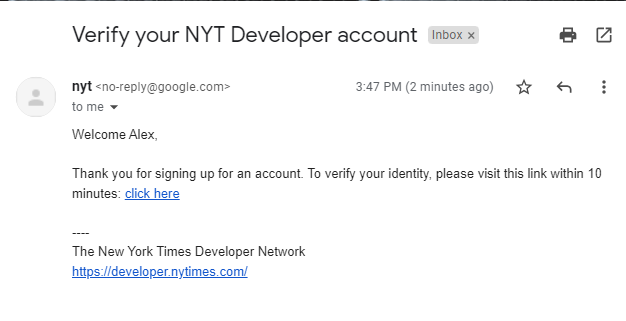 Verify your NYT Developer account Inbox x
nyt <no-reply@google.com> 3:47 PM (2 minutes ago)
to me
Welcome Alex,
Thank you for signing up for an account. To verify your identity, please visit this link within 10
minutes: click here
----
The New York Times Developer Network
https://developer.nytimes.com/